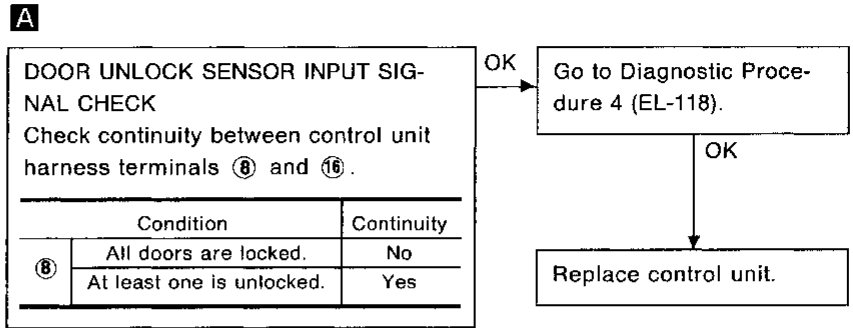 A
DOOR UNLOCK SENSOR INPUT SIG-
NAL CHECK
Check continuity between control unit
harness terminals ⑧ and ⑯.
Condition Continuity
⑧ All doors are locked. No
At least one is unlocked. Yes
OK
Go to Diagnostic Proce-
dure 4 (EL-118).
OK
Replace control unit.